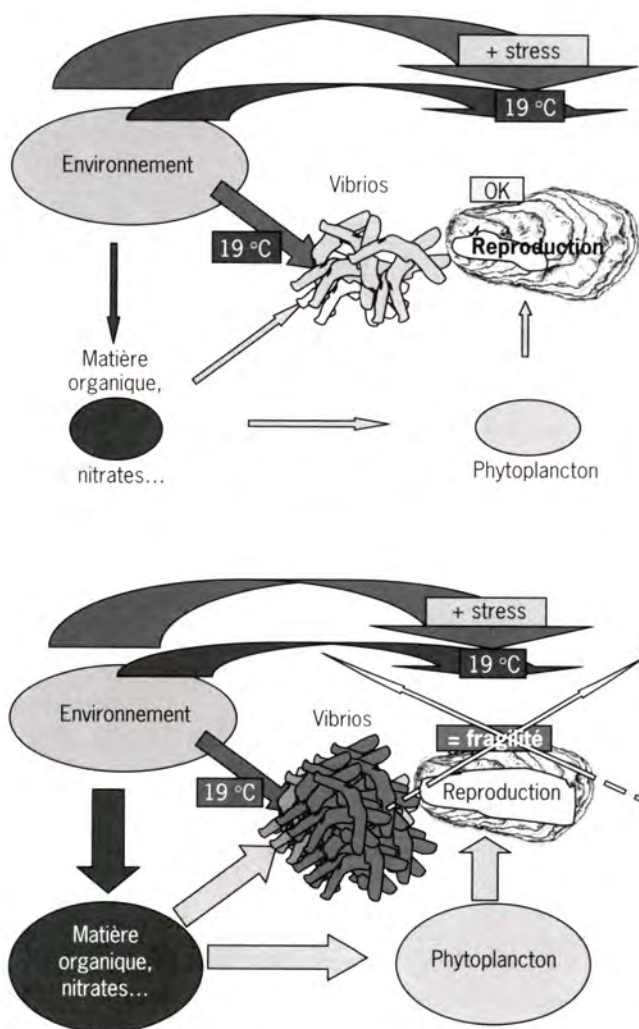 + stress
19 °C
Environnement
Vibrios
OK
19 °C
Reproduction
Matière
organique,
nitrates...
Phytoplancton
+ stress
19 °C
Environnement
Vibrios
= fragilité
19 °C
Reproduction
Matière
organique,
nitrates...
Phytoplancton